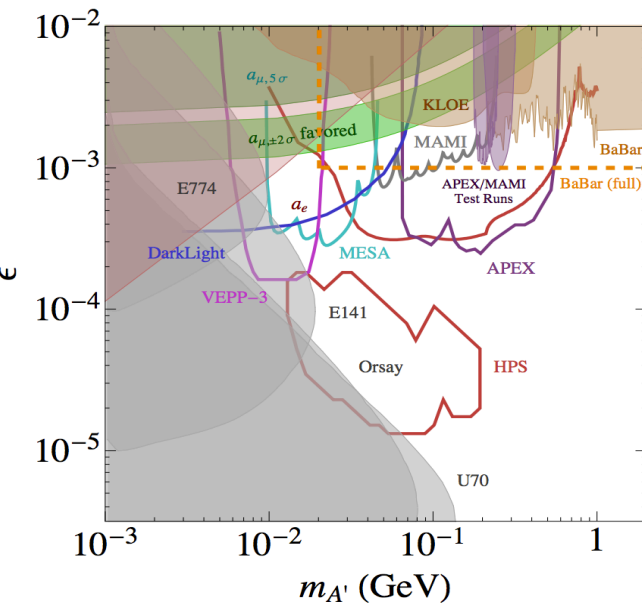 10⁻²
a_μ,5 σ
KLOE
a_μ,±2 σ favored
MAMI
BaBar
10⁻³
E774
APEX/MAMI
Test Runs
BaBar (full)
a_e
DarkLight
MESA
APEX
ϵ
VEPP-3
10⁻⁴
E141
Orsay
HPS
10⁻⁵
U70
10⁻³
10⁻²
10⁻¹
1
m_A' (GeV)